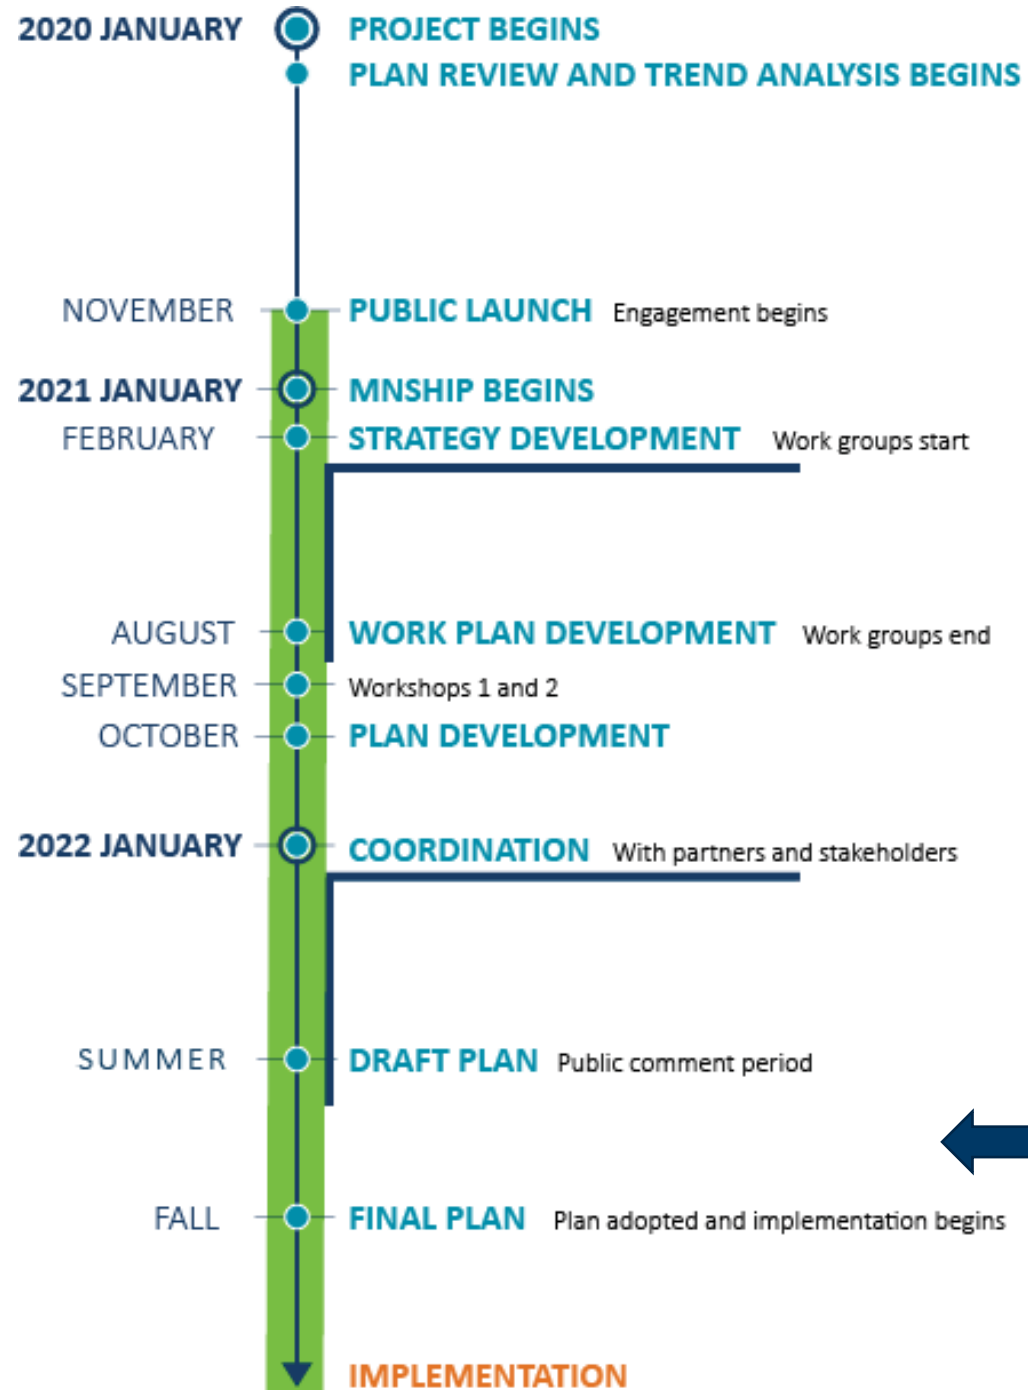 2020 JANUARY PROJECT BEGINS
PLAN REVIEW AND TREND ANALYSIS BEGINS
NOVEMBER PUBLIC LAUNCH Engagement begins
2021 JANUARY MNSHIP BEGINS
FEBRUARY STRATEGY DEVELOPMENT Work groups start
AUGUST WORK PLAN DEVELOPMENT Work groups end
SEPTEMBER Workshops 1 and 2
OCTOBER PLAN DEVELOPMENT
2022 JANUARY COORDINATION With partners and stakeholders
SUMMER DRAFT PLAN Public comment period
FALL FINAL PLAN Plan adopted and implementation begins
IMPLEMENTATION